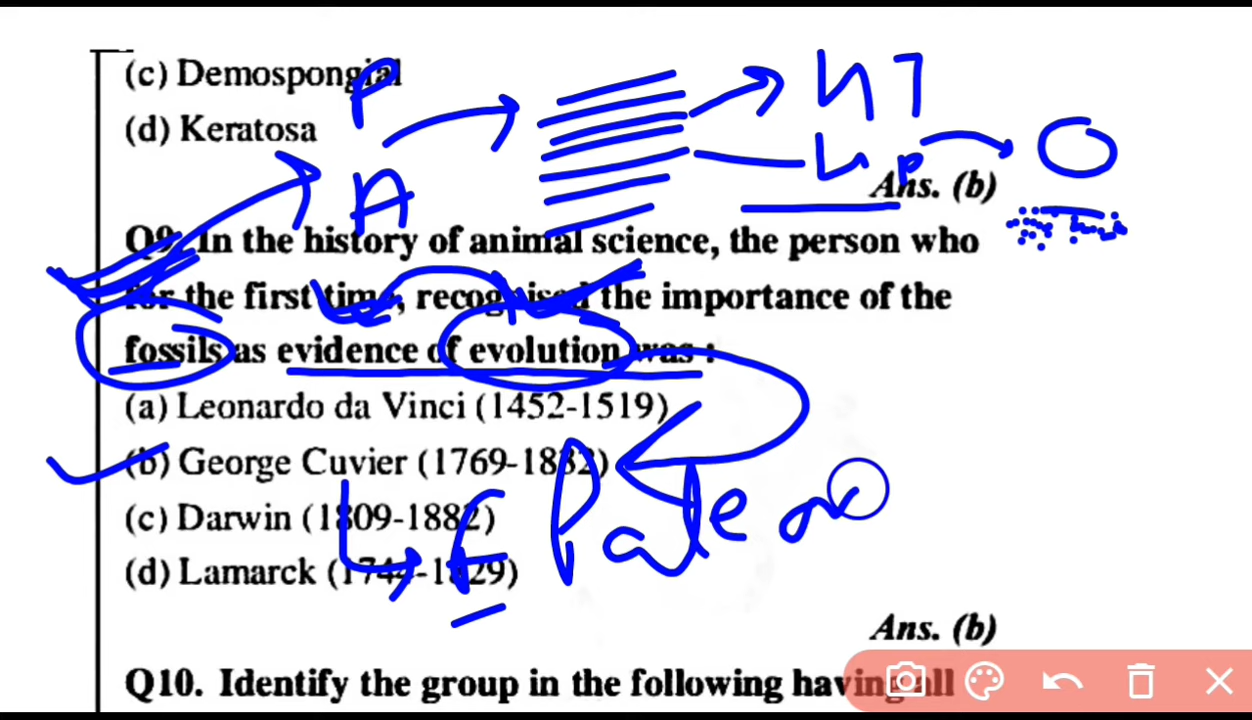 (c) Demospongial
(d) Keratosa
P
A
Ans. (b)
Q9. In the history of animal science, the person who
for the first time, recognised the importance of the
fossils as evidence of evolution was :
(a) Leonardo da Vinci (1452-1519)
(b) George Cuvier (1769-1832)
(c) Darwin (1809-1882)
(d) Lamarck (1744-1829)
F
Ans. (b)
Q10. Identify the group in the following having all